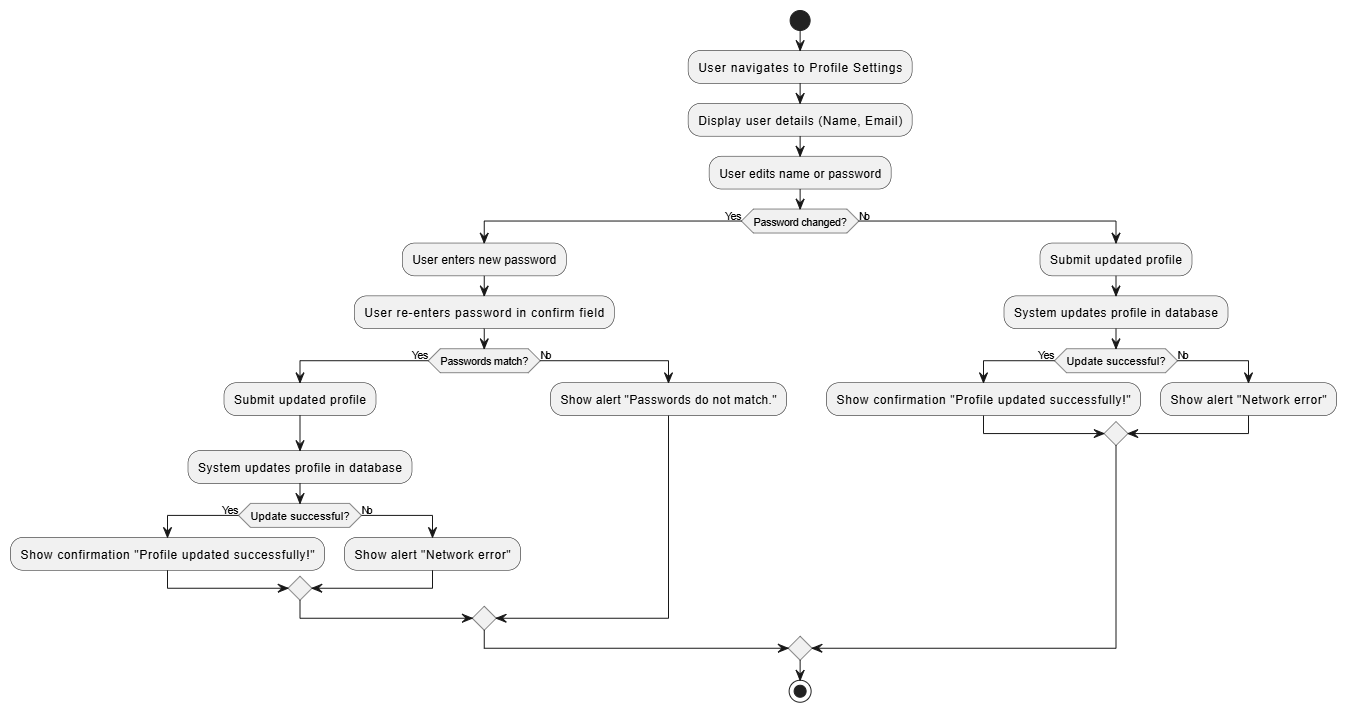 User navigates to Profile Settings
Display user details (Name, Email)
User edits name or password
Yes
Password changed?
No
User enters new password
User re-enters password in confirm field
Yes
Passwords match?
No
Submit updated profile
System updates profile in database
Yes
Update successful?
No
Show confirmation "Profile updated successfully!"
Show alert "Network error"
Show alert "Passwords do not match."
Submit updated profile
System updates profile in database
Yes
Update successful?
No
Show confirmation "Profile updated successfully!"
Show alert "Network error"